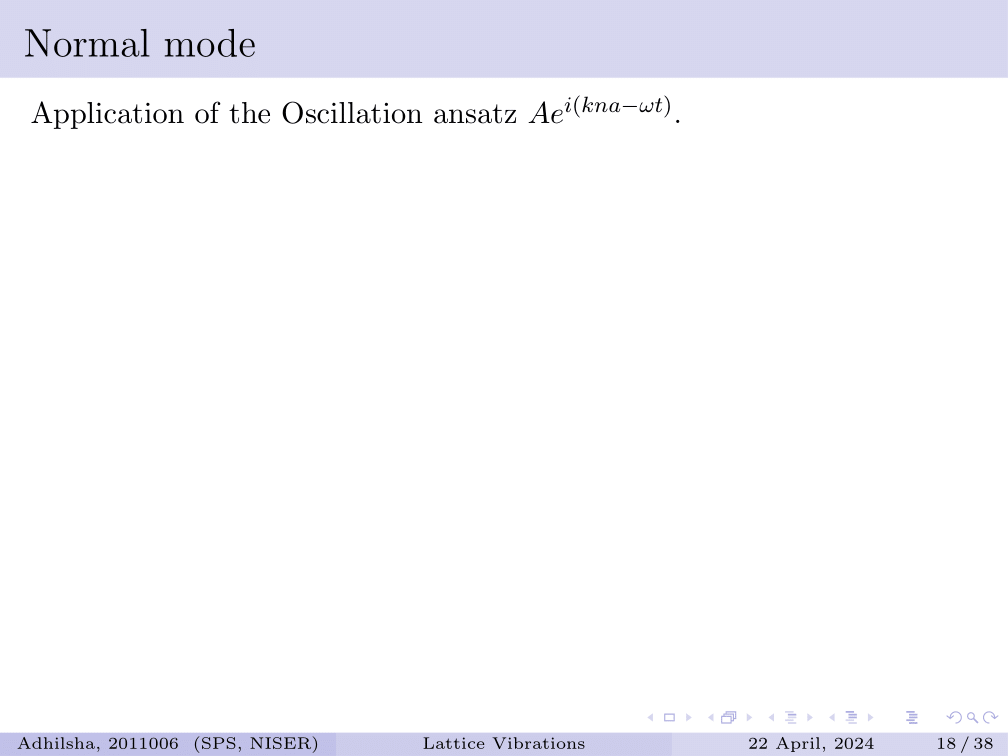 Normal mode
Application of the Oscillation ansatz $Ae^{i(kna-\omega t)}$.
Adhilsha, 2011006 (SPS, NISER) Lattice Vibrations 22 April, 2024 18 / 38